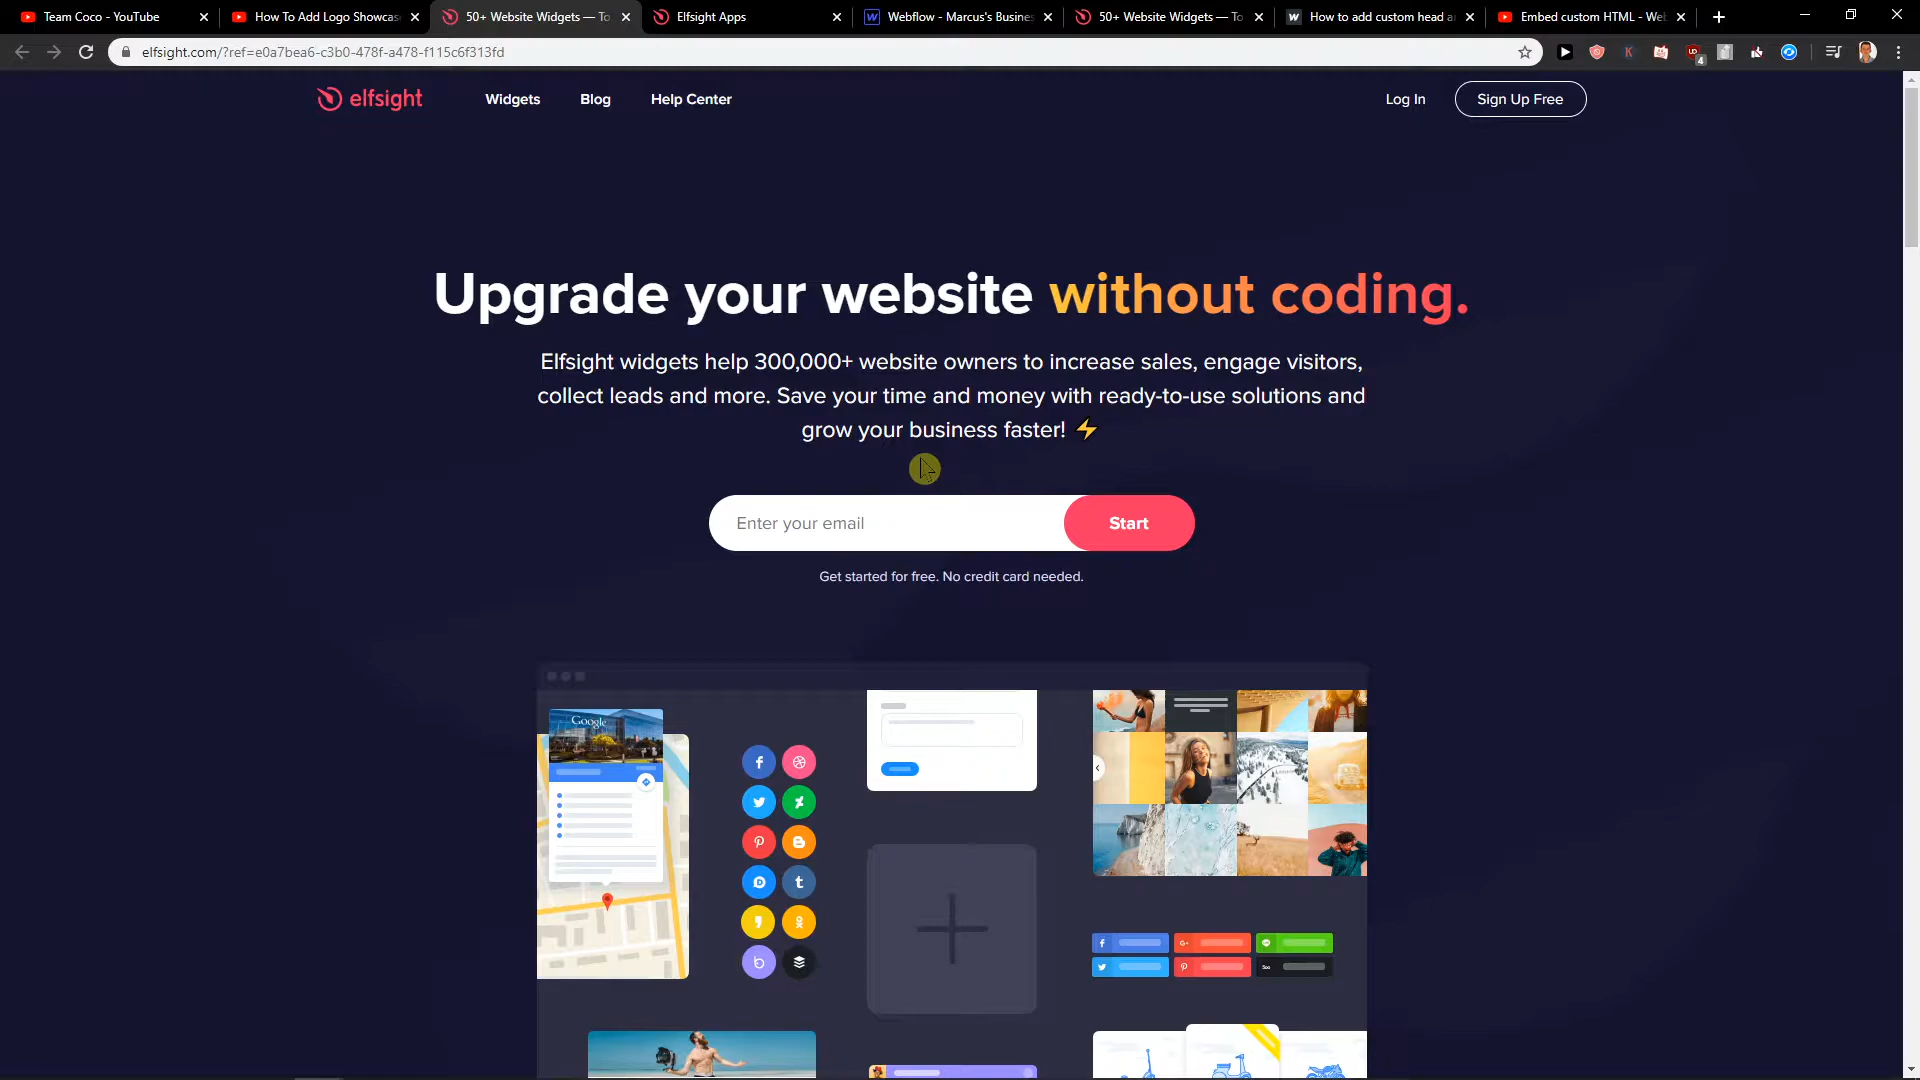 Team Coco - YouTube
How To Add Logo Showcase
50+ Website Widgets — To
Elfsight Apps
Webflow - Marcus's Busines
50+ Website Widgets — To
How to add custom head a
Embed custom HTML - We
elfsight.com/?ref=e0a7bea6-c3b0-478f-a478-f115c6f313fd
4
elfsight
Widgets
Blog
Help Center
Log In
Sign Up Free
Upgrade your website without coding.
Elfsight widgets help 300,000+ website owners to increase sales, engage visitors,
collect leads and more. Save your time and money with ready-to-use solutions and
grow your business faster! ⚡
Enter your email
Start
Get started for free. No credit card needed.
Google